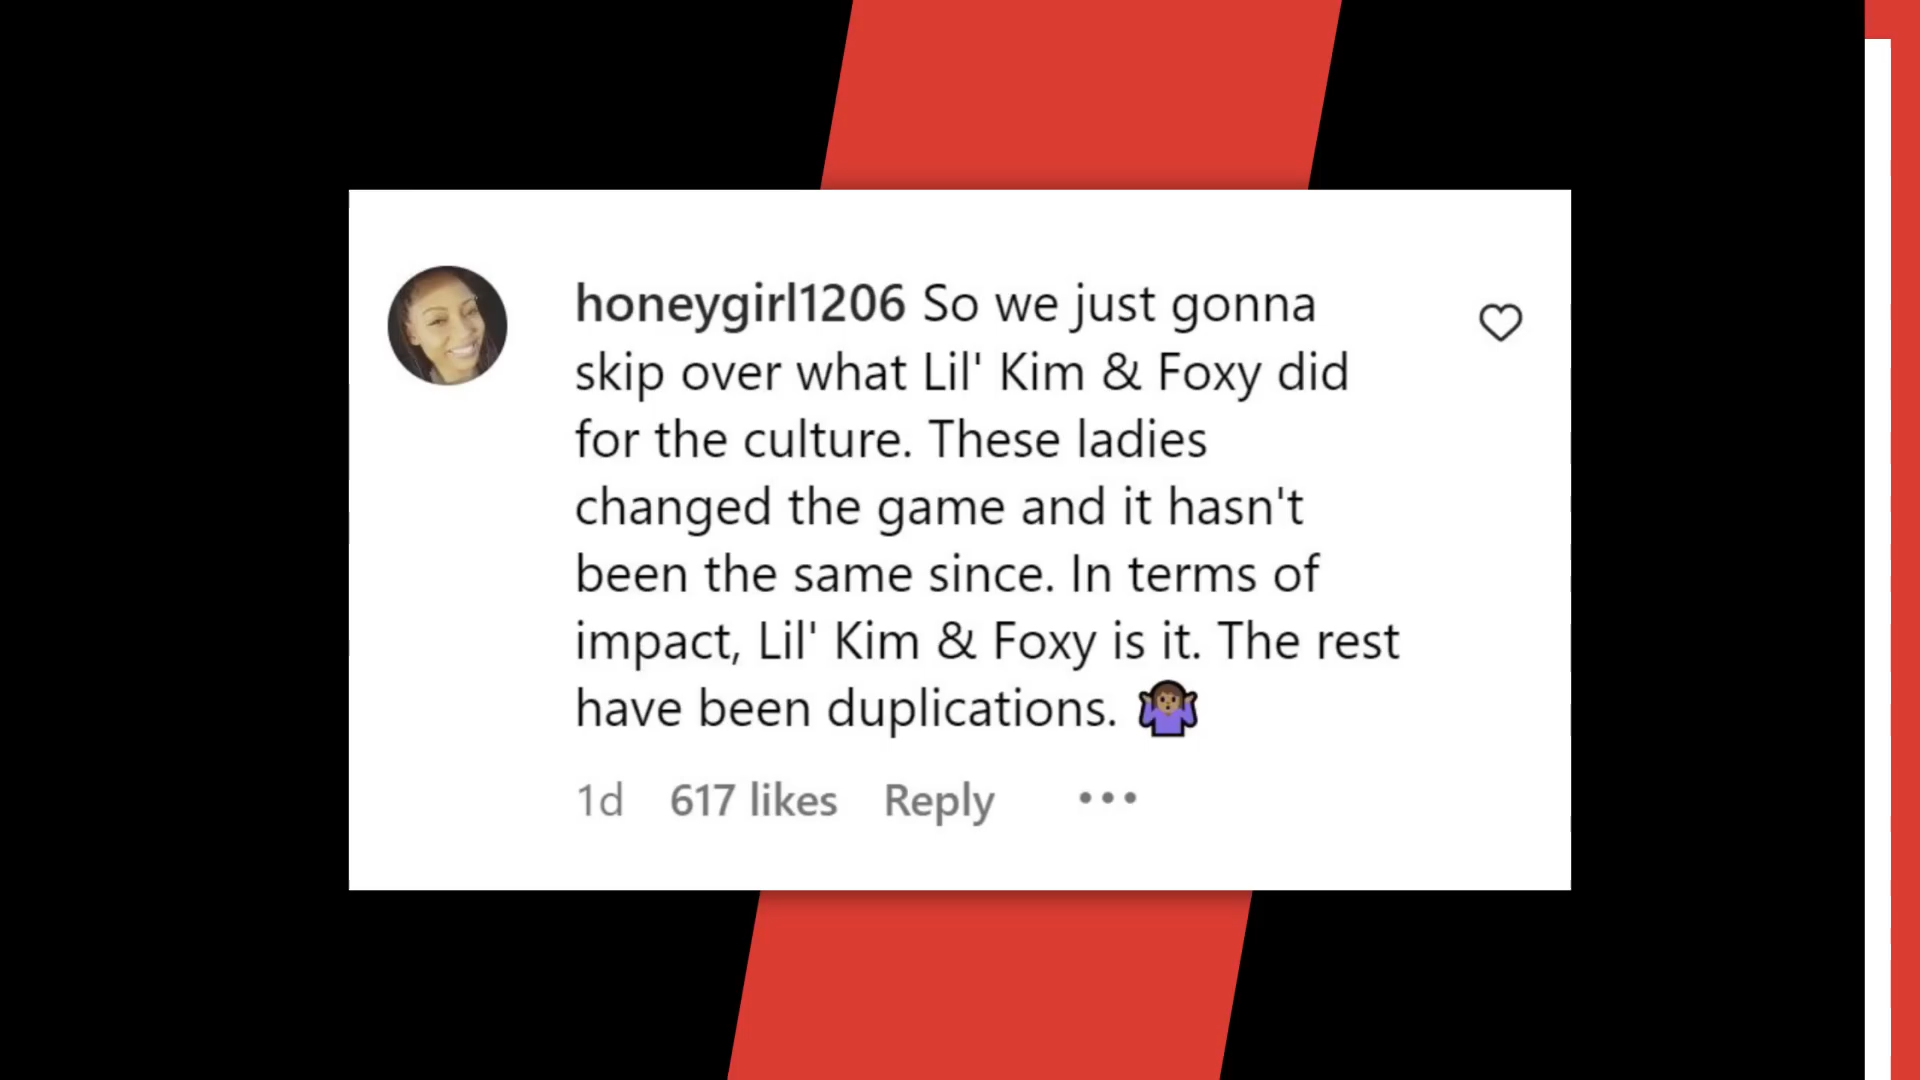 honeygirl1206 So we just gonna
skip over what Lil' Kim & Foxy did
for the culture. These ladies
changed the game and it hasn't
been the same since. In terms of
impact, Lil' Kim & Foxy is it. The rest
have been duplications. 🤷🏾‍♀️
1d 617 likes Reply •••